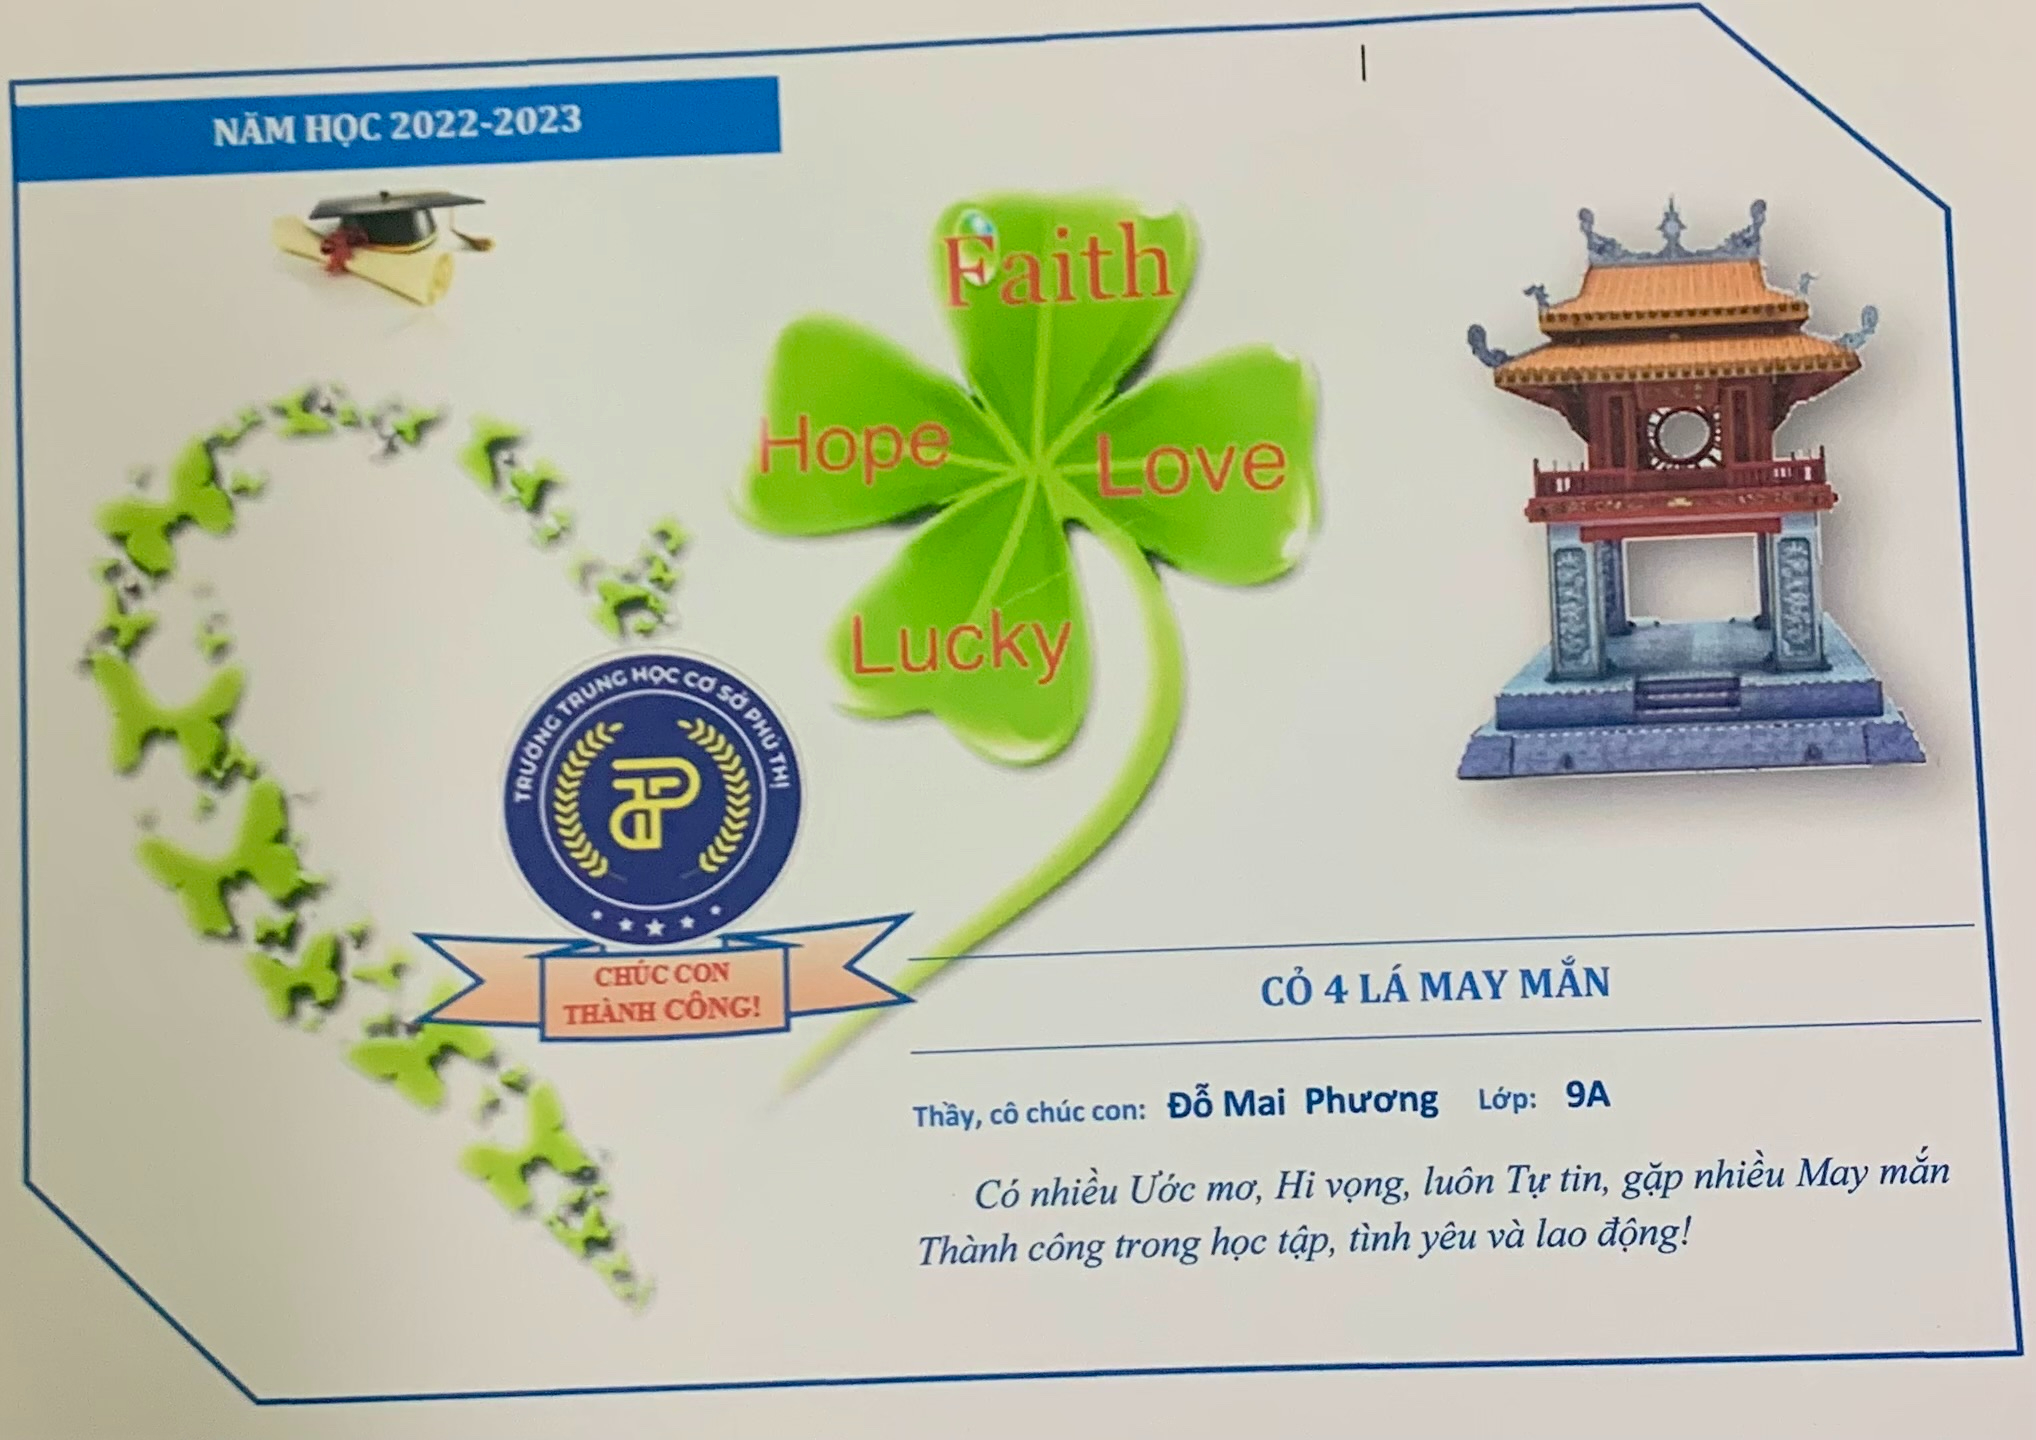 NĂM HỌC 2022-2023
Faith
Hope
Love
Lucky
TRƯỜNG TRUNG HỌC CƠ SỞ PHÚ THỊ
CHÚC CON
THÀNH CÔNG!
CỎ 4 LÁ MAY MẮN
Thầy, cô chúc con: Đỗ Mai Phương Lớp: 9A
Có nhiều Ước mơ, Hi vọng, luôn Tự tin, gặp nhiều May mắn
Thành công trong học tập, tình yêu và lao động!